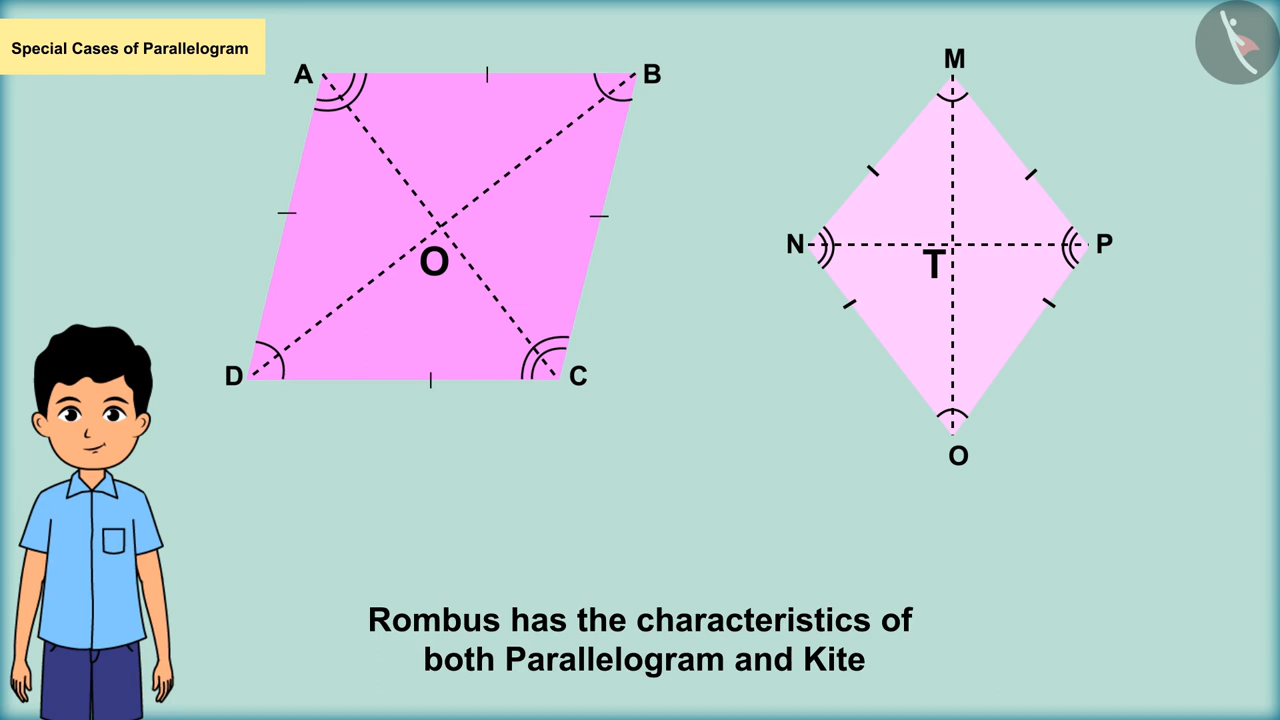 Special Cases of Parallelogram
A
B
O
D
C
M
N
P
T
O
Rombus has the characteristics of
both Parallelogram and Kite